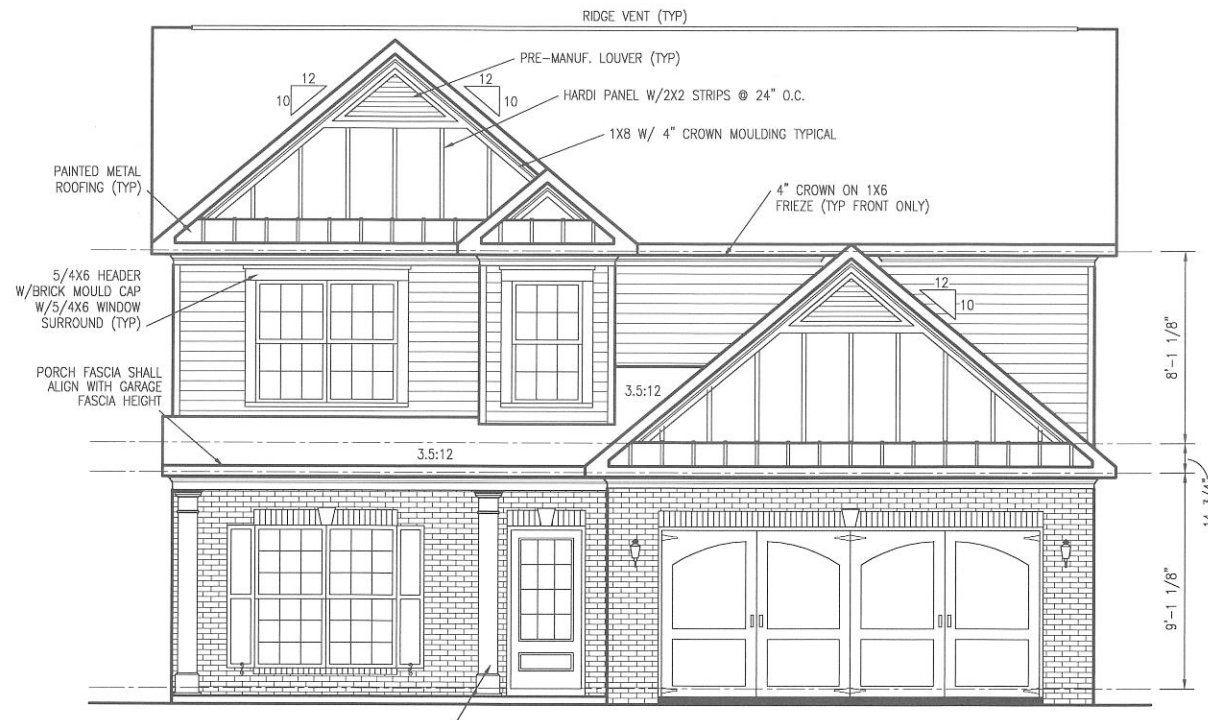 RIDGE VENT (TYP)
PRE-MANUF. LOUVER (TYP)
12
10
12
10
HARDI PANEL W/2X2 STRIPS @ 24" O.C.
1X8 W/ 4" CROWN MOULDING TYPICAL
PAINTED METAL
ROOFING (TYP)
4" CROWN ON 1X6
FRIEZE (TYP FRONT ONLY)
5/4X6 HEADER
W/BRICK MOULD CAP
W/5/4X6 WINDOW
SURROUND (TYP)
12
10
8'-1 1/8"
PORCH FASCIA SHALL
ALIGN WITH GARAGE
FASCIA HEIGHT
3.5:12
3.5:12
14 3/4"
9'-1 1/8"